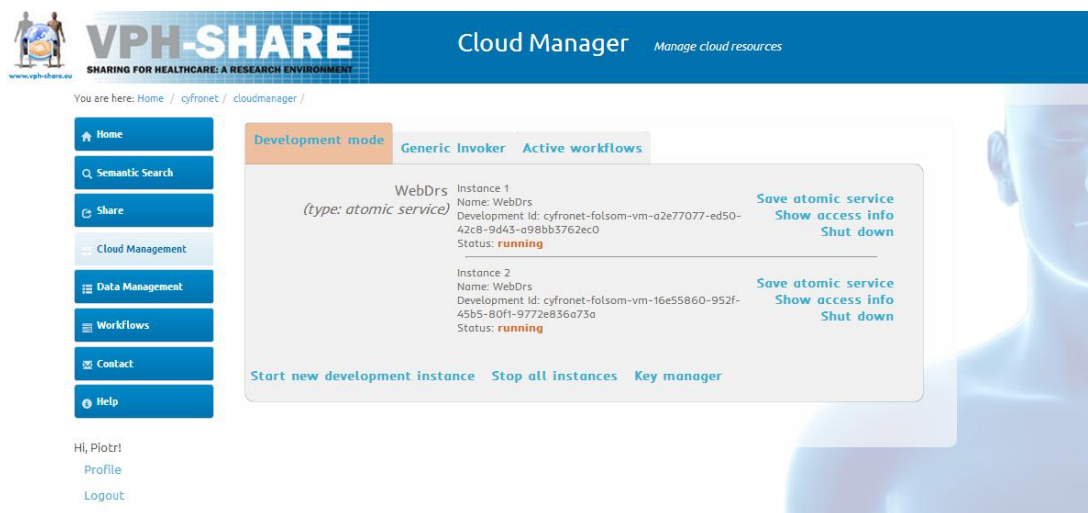 VPH-SHARE
SHARING FOR HEALTHCARE: A RESEARCH ENVIRONMENT
www.vph-share.eu
Cloud Manager Manage cloud resources
You are here: Home / cyfronet / cloudmanager /
Home
Semantic Search
Share
Cloud Management
Data Management
Workflows
Contact
Help
Hi, Piotr!
Profile
Logout
Development mode Generic Invoker Active workflows
WebDrs
(type: atomic service)
Instance 1
Name: WebDrs
Development Id: cyfronet-folsom-vm-a2e77077-ed50-
42c8-9d43-a98bb3762ec0
Status: running
Save atomic service
Show access info
Shut down
Instance 2
Name: WebDrs
Development Id: cyfronet-folsom-vm-16e55860-952f-
45b5-80f1-9772e836a73a
Status: running
Save atomic service
Show access info
Shut down
Start new development instance Stop all instances Key manager